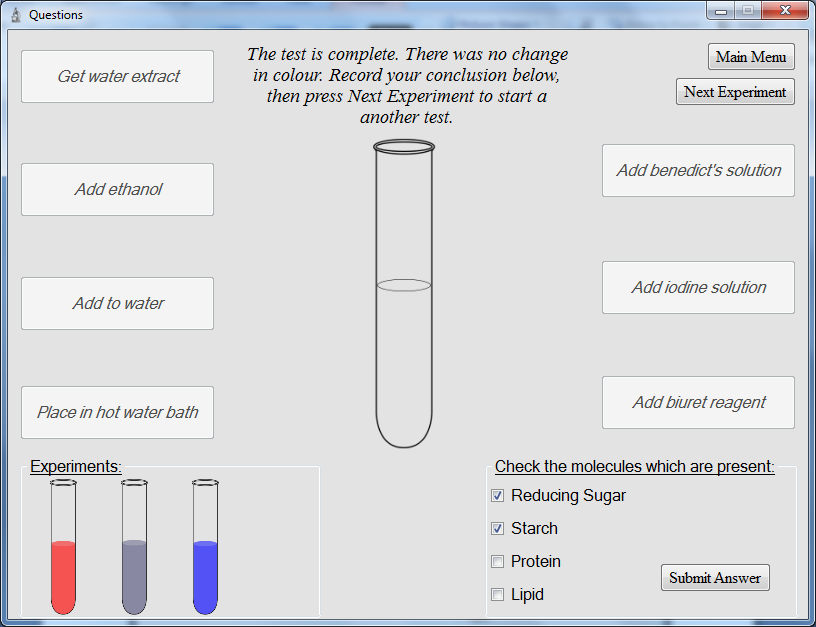 Questions
Get water extract
The test is complete. There was no change
in colour. Record your conclusion below,
then press Next Experiment to start a
another test.
Main Menu
Next Experiment
Add ethanol
Add benedict's solution
Add to water
Add iodine solution
Place in hot water bath
Add biuret reagent
Experiments:
Check the molecules which are present:
Reducing Sugar
Starch
Protein
Lipid
Submit Answer